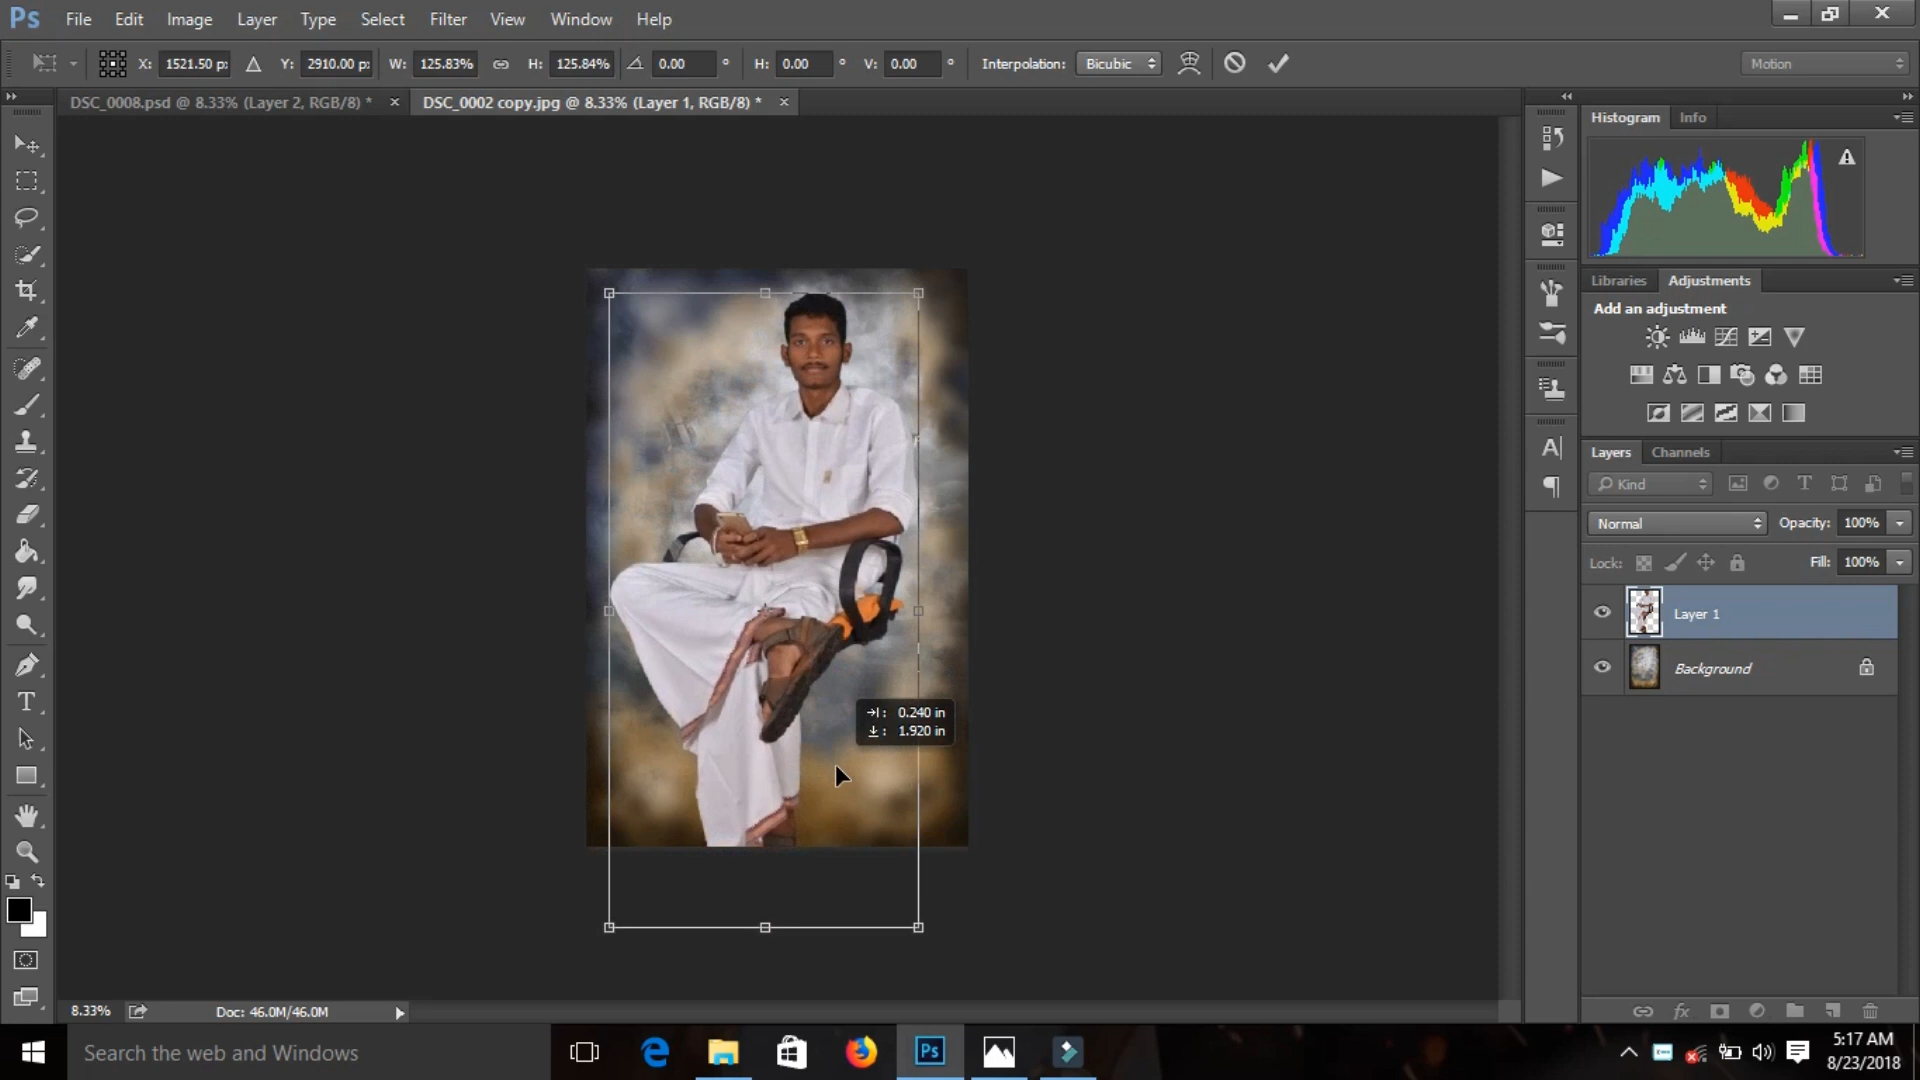 Ps File Edit Image Layer Type Select Filter View Window Help
X: 1521.50 p: Y: 2910.00 p: W: 125.83% H: 125.84% 0.00 ° H: 0.00 ° V: 0.00 ° Interpolation: Bicubic Motion
DSC_0008.psd @ 8.33% (Layer 2, RGB/8) * × DSC_0002 copy.jpg @ 8.33% (Layer 1, RGB/8) * ×
Histogram Info
Libraries Adjustments
Add an adjustment
Layers Channels
Kind
Normal Opacity: 100%
Lock: Fill: 100%
Layer 1
Background
0.240 in
1.920 in
8.33% Doc: 46.0M/46.0M
Search the web and Windows
Ps
5:17 AM
8/23/2018